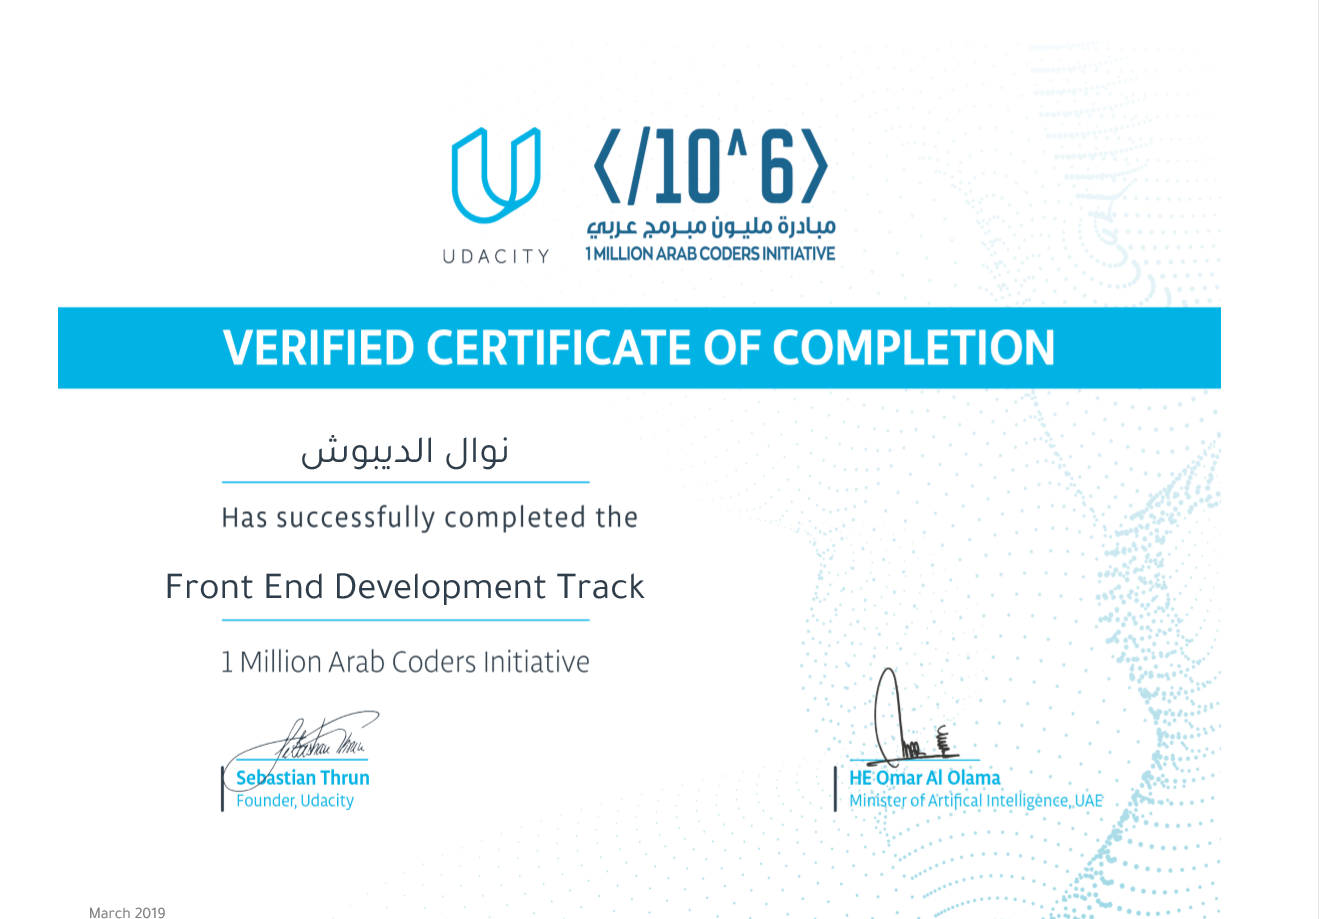 UDACITY
</10^6>
مبادرة مليون مبرمج عربي
1 MILLION ARAB CODERS INITIATIVE
VERIFIED CERTIFICATE OF COMPLETION
نوال الديبوش
Has successfully completed the
Front End Development Track
1 Million Arab Coders Initiative
Sebastian Thrun
Sebastian Thrun
Founder, Udacity
HE Omar Al Olama
Minister of Artifical Intelligence, UAE
March 2019